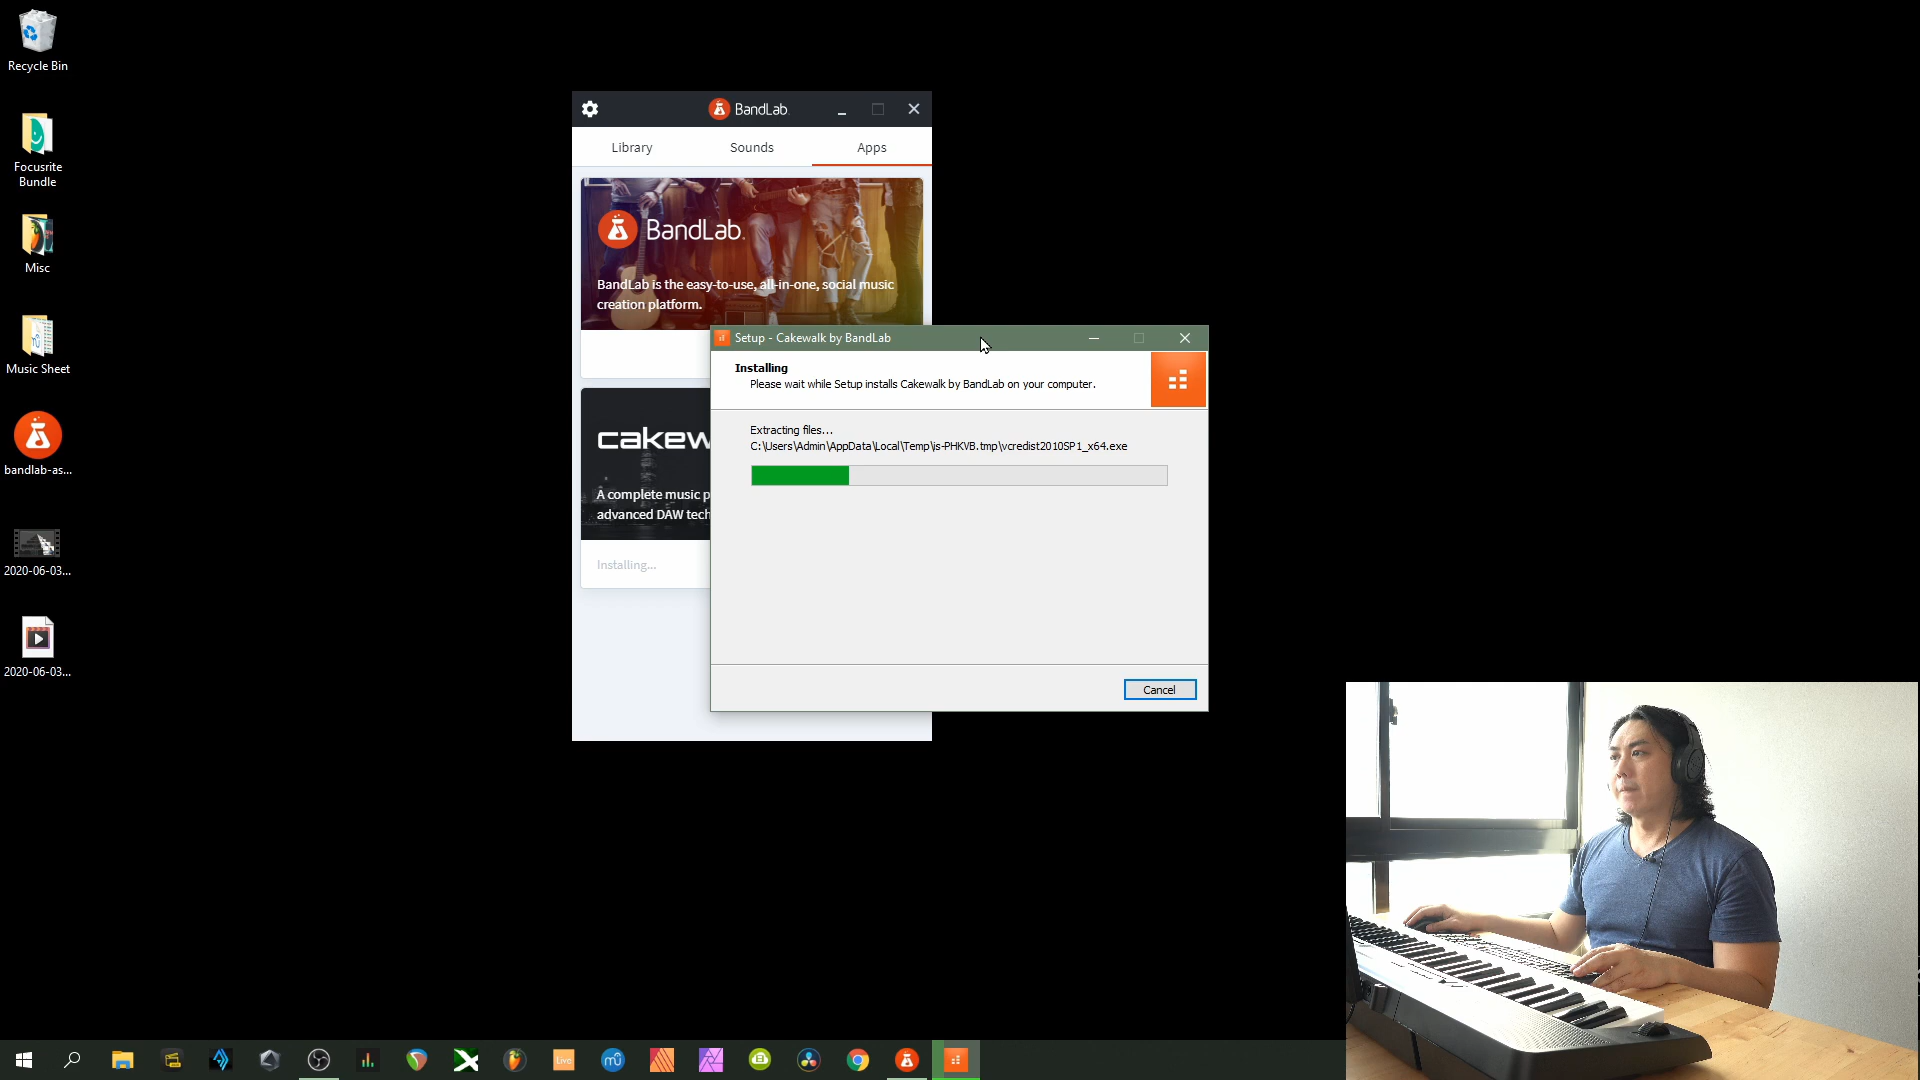 Recycle Bin
Focusrite
Bundle
Misc
Music Sheet
bandlab-as...
2020-06-03...
2020-06-03...
BandLab
Library
Sounds
Apps
BandLab.
BandLab is the easy-to-use, all-in-one, social music
creation platform.
cakew
A complete music p
advanced DAW tech
Installing...
Setup - Cakewalk by BandLab
Installing
Please wait while Setup installs Cakewalk by BandLab on your computer.
Extracting files...
C:\Users\Admin\AppData\Local\Temp\is-PHKVB.tmp\vcredist2010SP1_x64.exe
Cancel
Live
mu